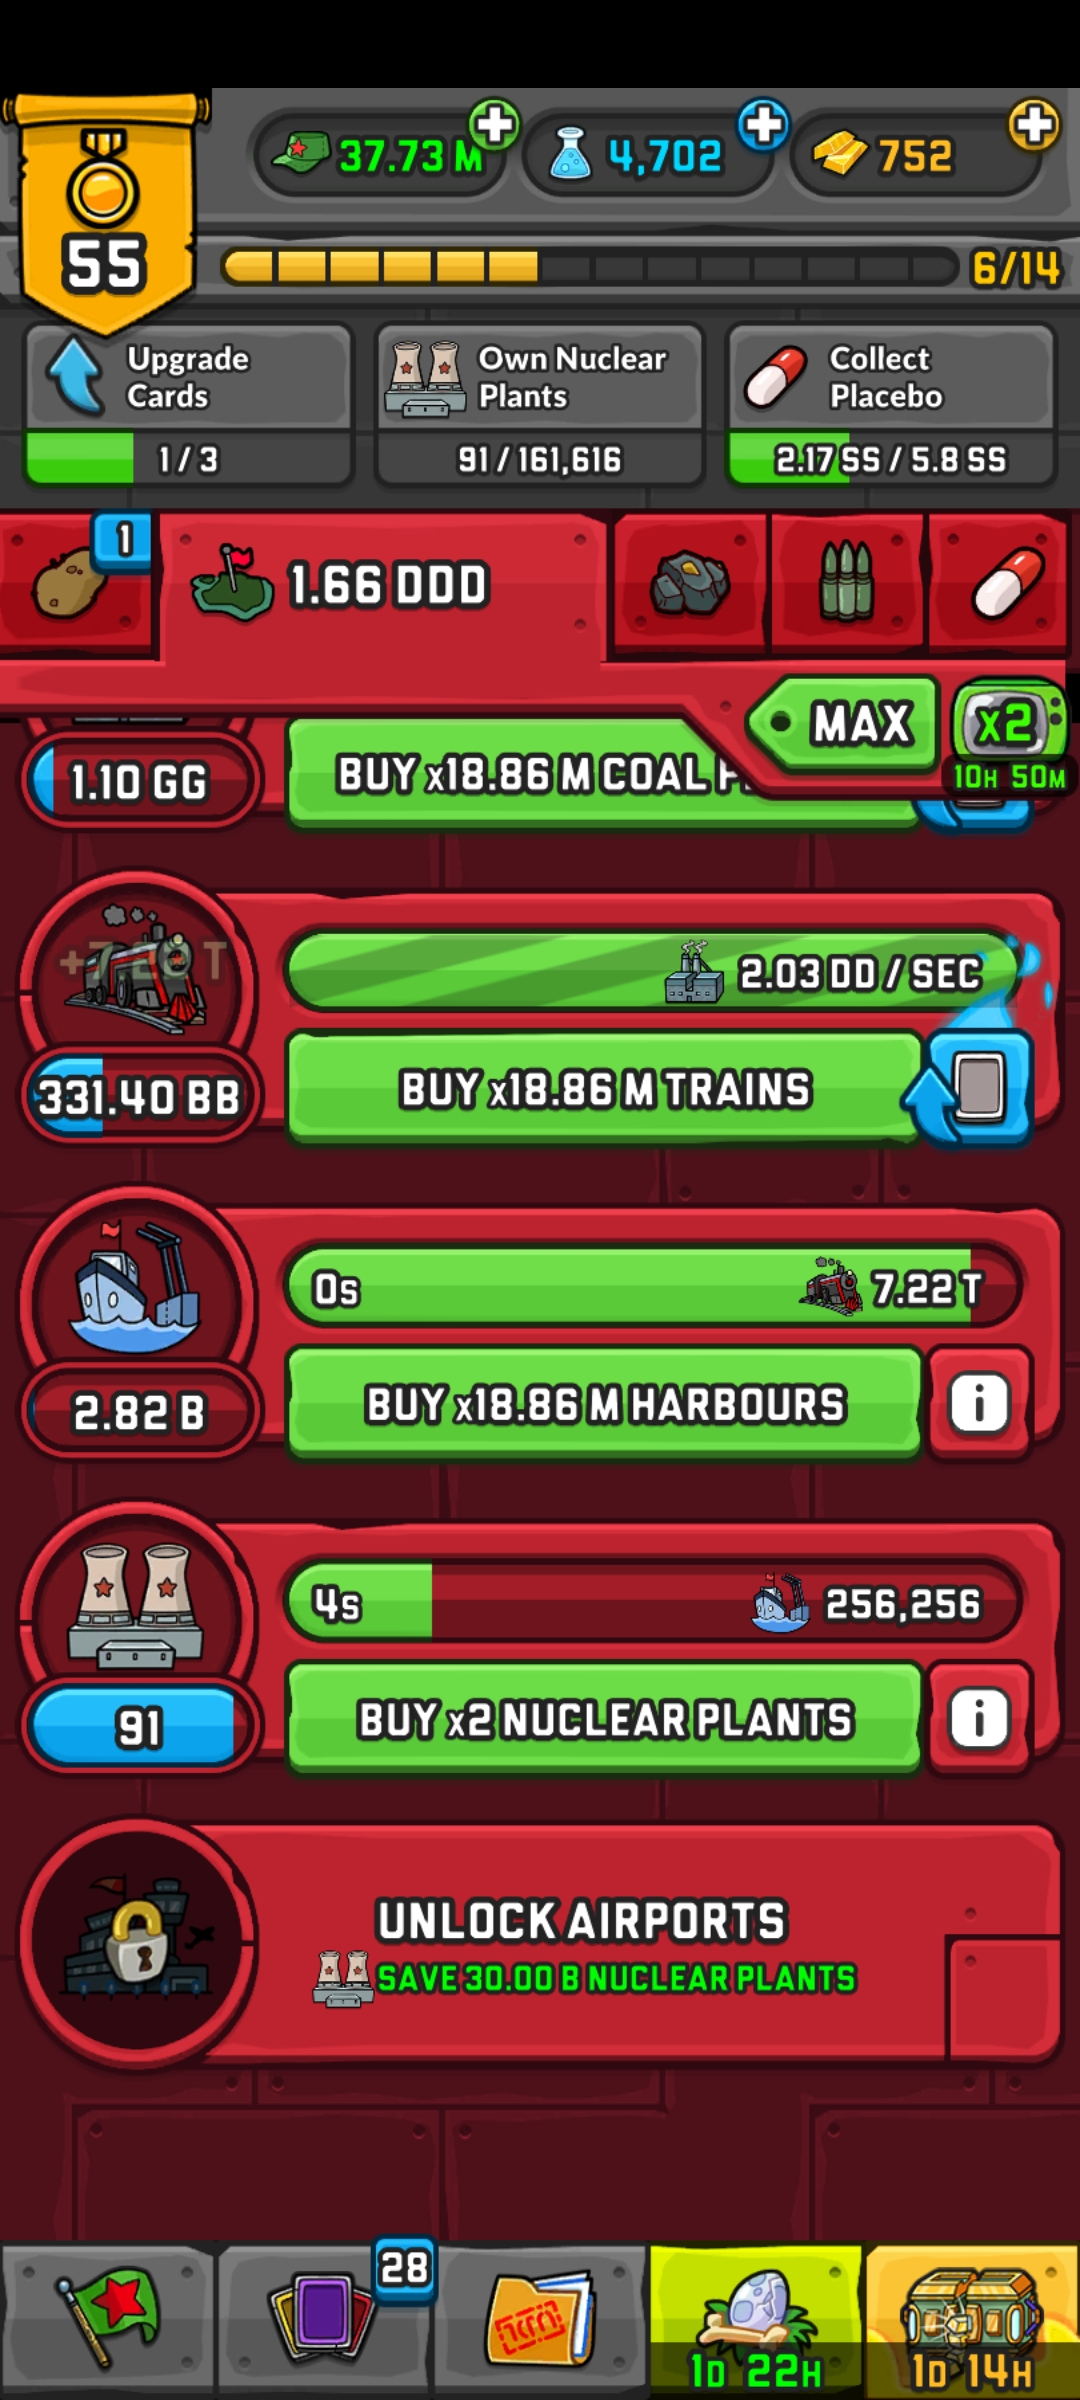 37.73 M
4,702
752
55
6/14
Upgrade
Cards
1 / 3
Own Nuclear
Plants
91 / 161,616
Collect
Placebo
2.17 SS / 5.8 SS
1
1.66 DDD
MAX
X2
10H 50M
1.10 GG
BUY x18.86 M COAL
2.03 DD / SEC
331.40 BB
BUY x18.86 M TRAINS
0s
7.22 T
2.82 B
BUY x18.86 M HARBOURS
i
4s
256,256
91
BUY x2 NUCLEAR PLANTS
i
UNLOCK AIRPORTS
SAVE 30.00 B NUCLEAR PLANTS
28
1D 22H
1D 14H